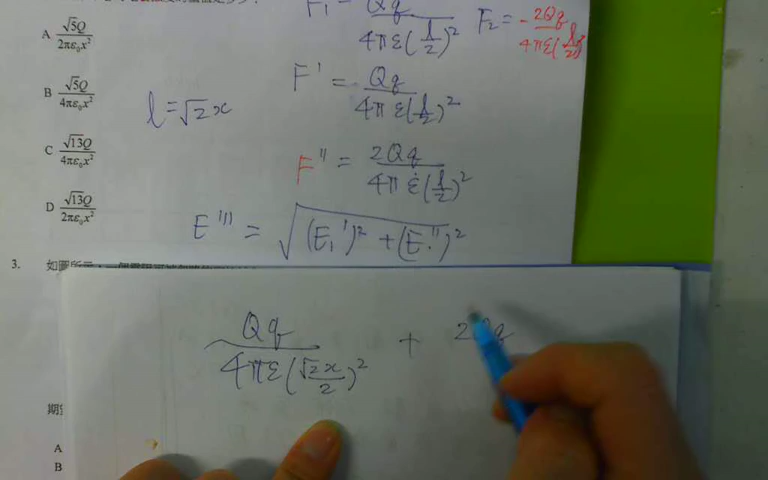 F₁ = Qq / 4πε(l/2)²
F₂ = -2Qq / 4πε(l/2)²
A √5Q / 2πε₀x²
F' = Qq / 4πε(l/2)²
B √5Q / 4πε₀x²
l = √2x
C √13Q / 4πε₀x²
F'' = 2Qq / 4πε(l/2)²
D √13Q / 2πε₀x²
E''' = √(E₁')² + (E.'')²
3.
Qq / 4πε(√2x/2)² + 2Qq
A
B